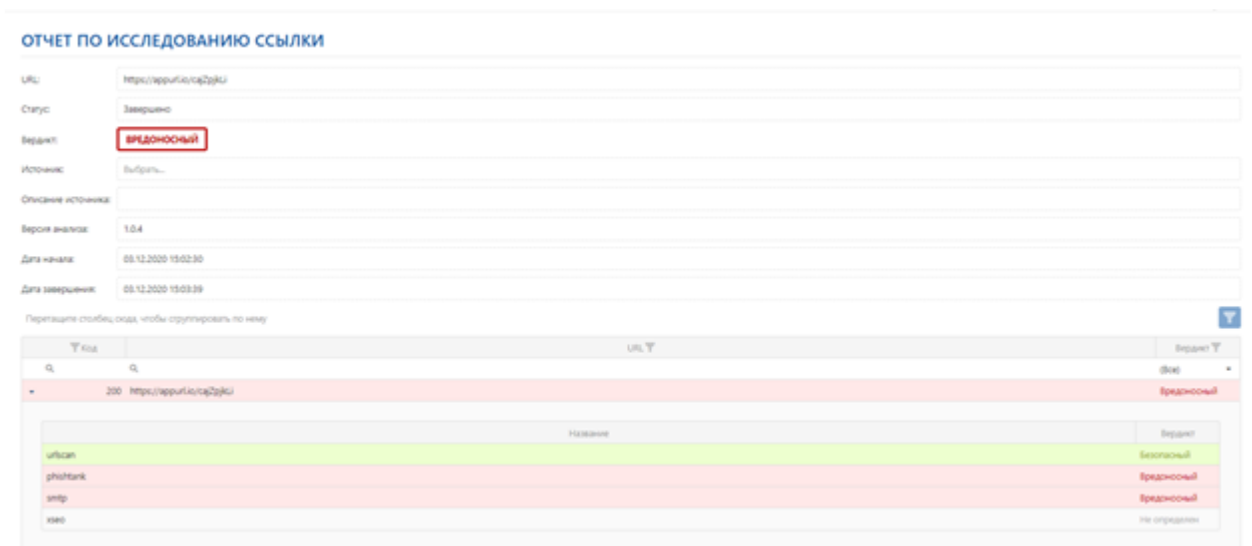 ОТЧЕТ ПО ИССЛЕДОВАНИЮ ССЫЛКИ
URL:
Статус: Завершено
Вердикт: ВРЕДОНОСНЫЙ
Источник: Выбрать...
Описание источника:
Версия анализа: 1.0.4
Дата начала: 03.12.2020 15:02:30
Дата завершения: 03.12.2020 15:03:39
Перетащите столбец сюда, чтобы сгруппировать по нему
Код URL Вердикт
(Все)
200 Вредоносный
Название Вердикт
urlscan Безопасный
phishtank Вредоносный
smtp Вредоносный
xseo Не определен